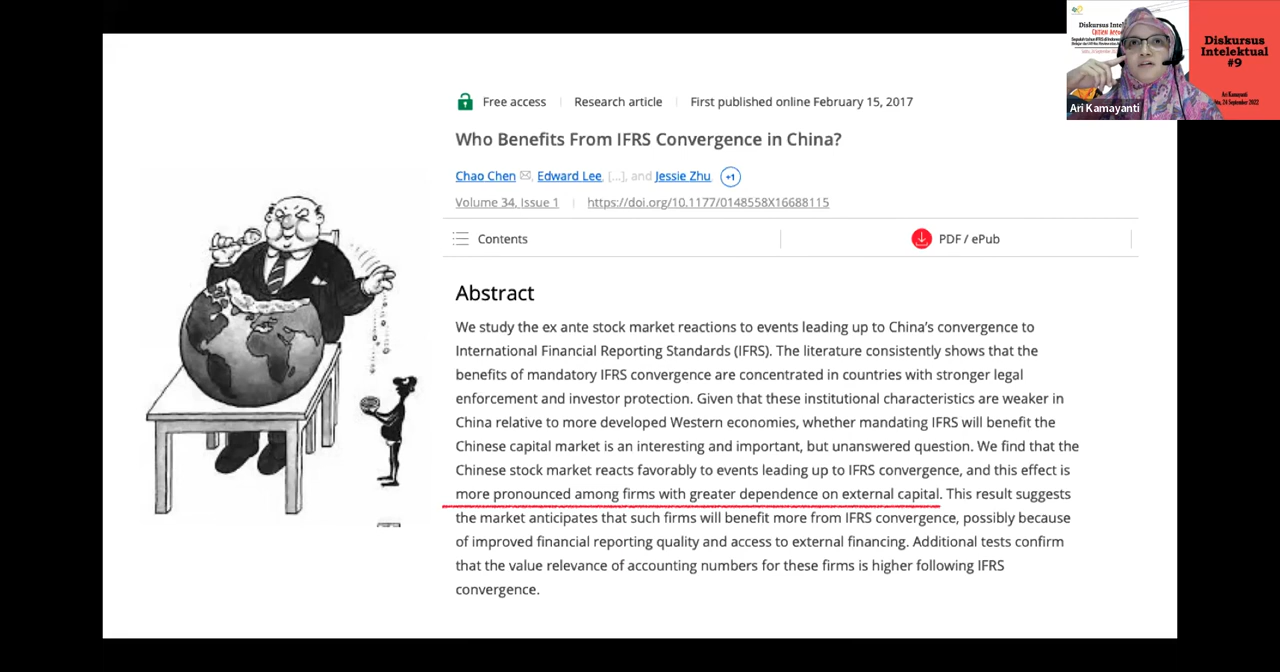 Free access | Research article | First published online February 15, 2017
Who Benefits From IFRS Convergence in China?
Chao Chen, Edward Lee, [...], and Jessie Zhu +1
Volume 34, Issue 1 | https://doi.org/10.1177/0148558X16688115
Contents
PDF / ePub
Abstract
We study the ex ante stock market reactions to events leading up to China's convergence to
International Financial Reporting Standards (IFRS). The literature consistently shows that the
benefits of mandatory IFRS convergence are concentrated in countries with stronger legal
enforcement and investor protection. Given that these institutional characteristics are weaker in
China relative to more developed Western economies, whether mandating IFRS will benefit the
Chinese capital market is an interesting and important, but unanswered question. We find that the
Chinese stock market reacts favorably to events leading up to IFRS convergence, and this effect is
more pronounced among firms with greater dependence on external capital. This result suggests
the market anticipates that such firms will benefit more from IFRS convergence, possibly because
of improved financial reporting quality and access to external financing. Additional tests confirm
that the value relevance of accounting numbers for these firms is higher following IFRS
convergence.
Diskursus
Ari Kamayanti
Diskursus
Intelektual
#9
Ari Kamayanti
24 September 2022